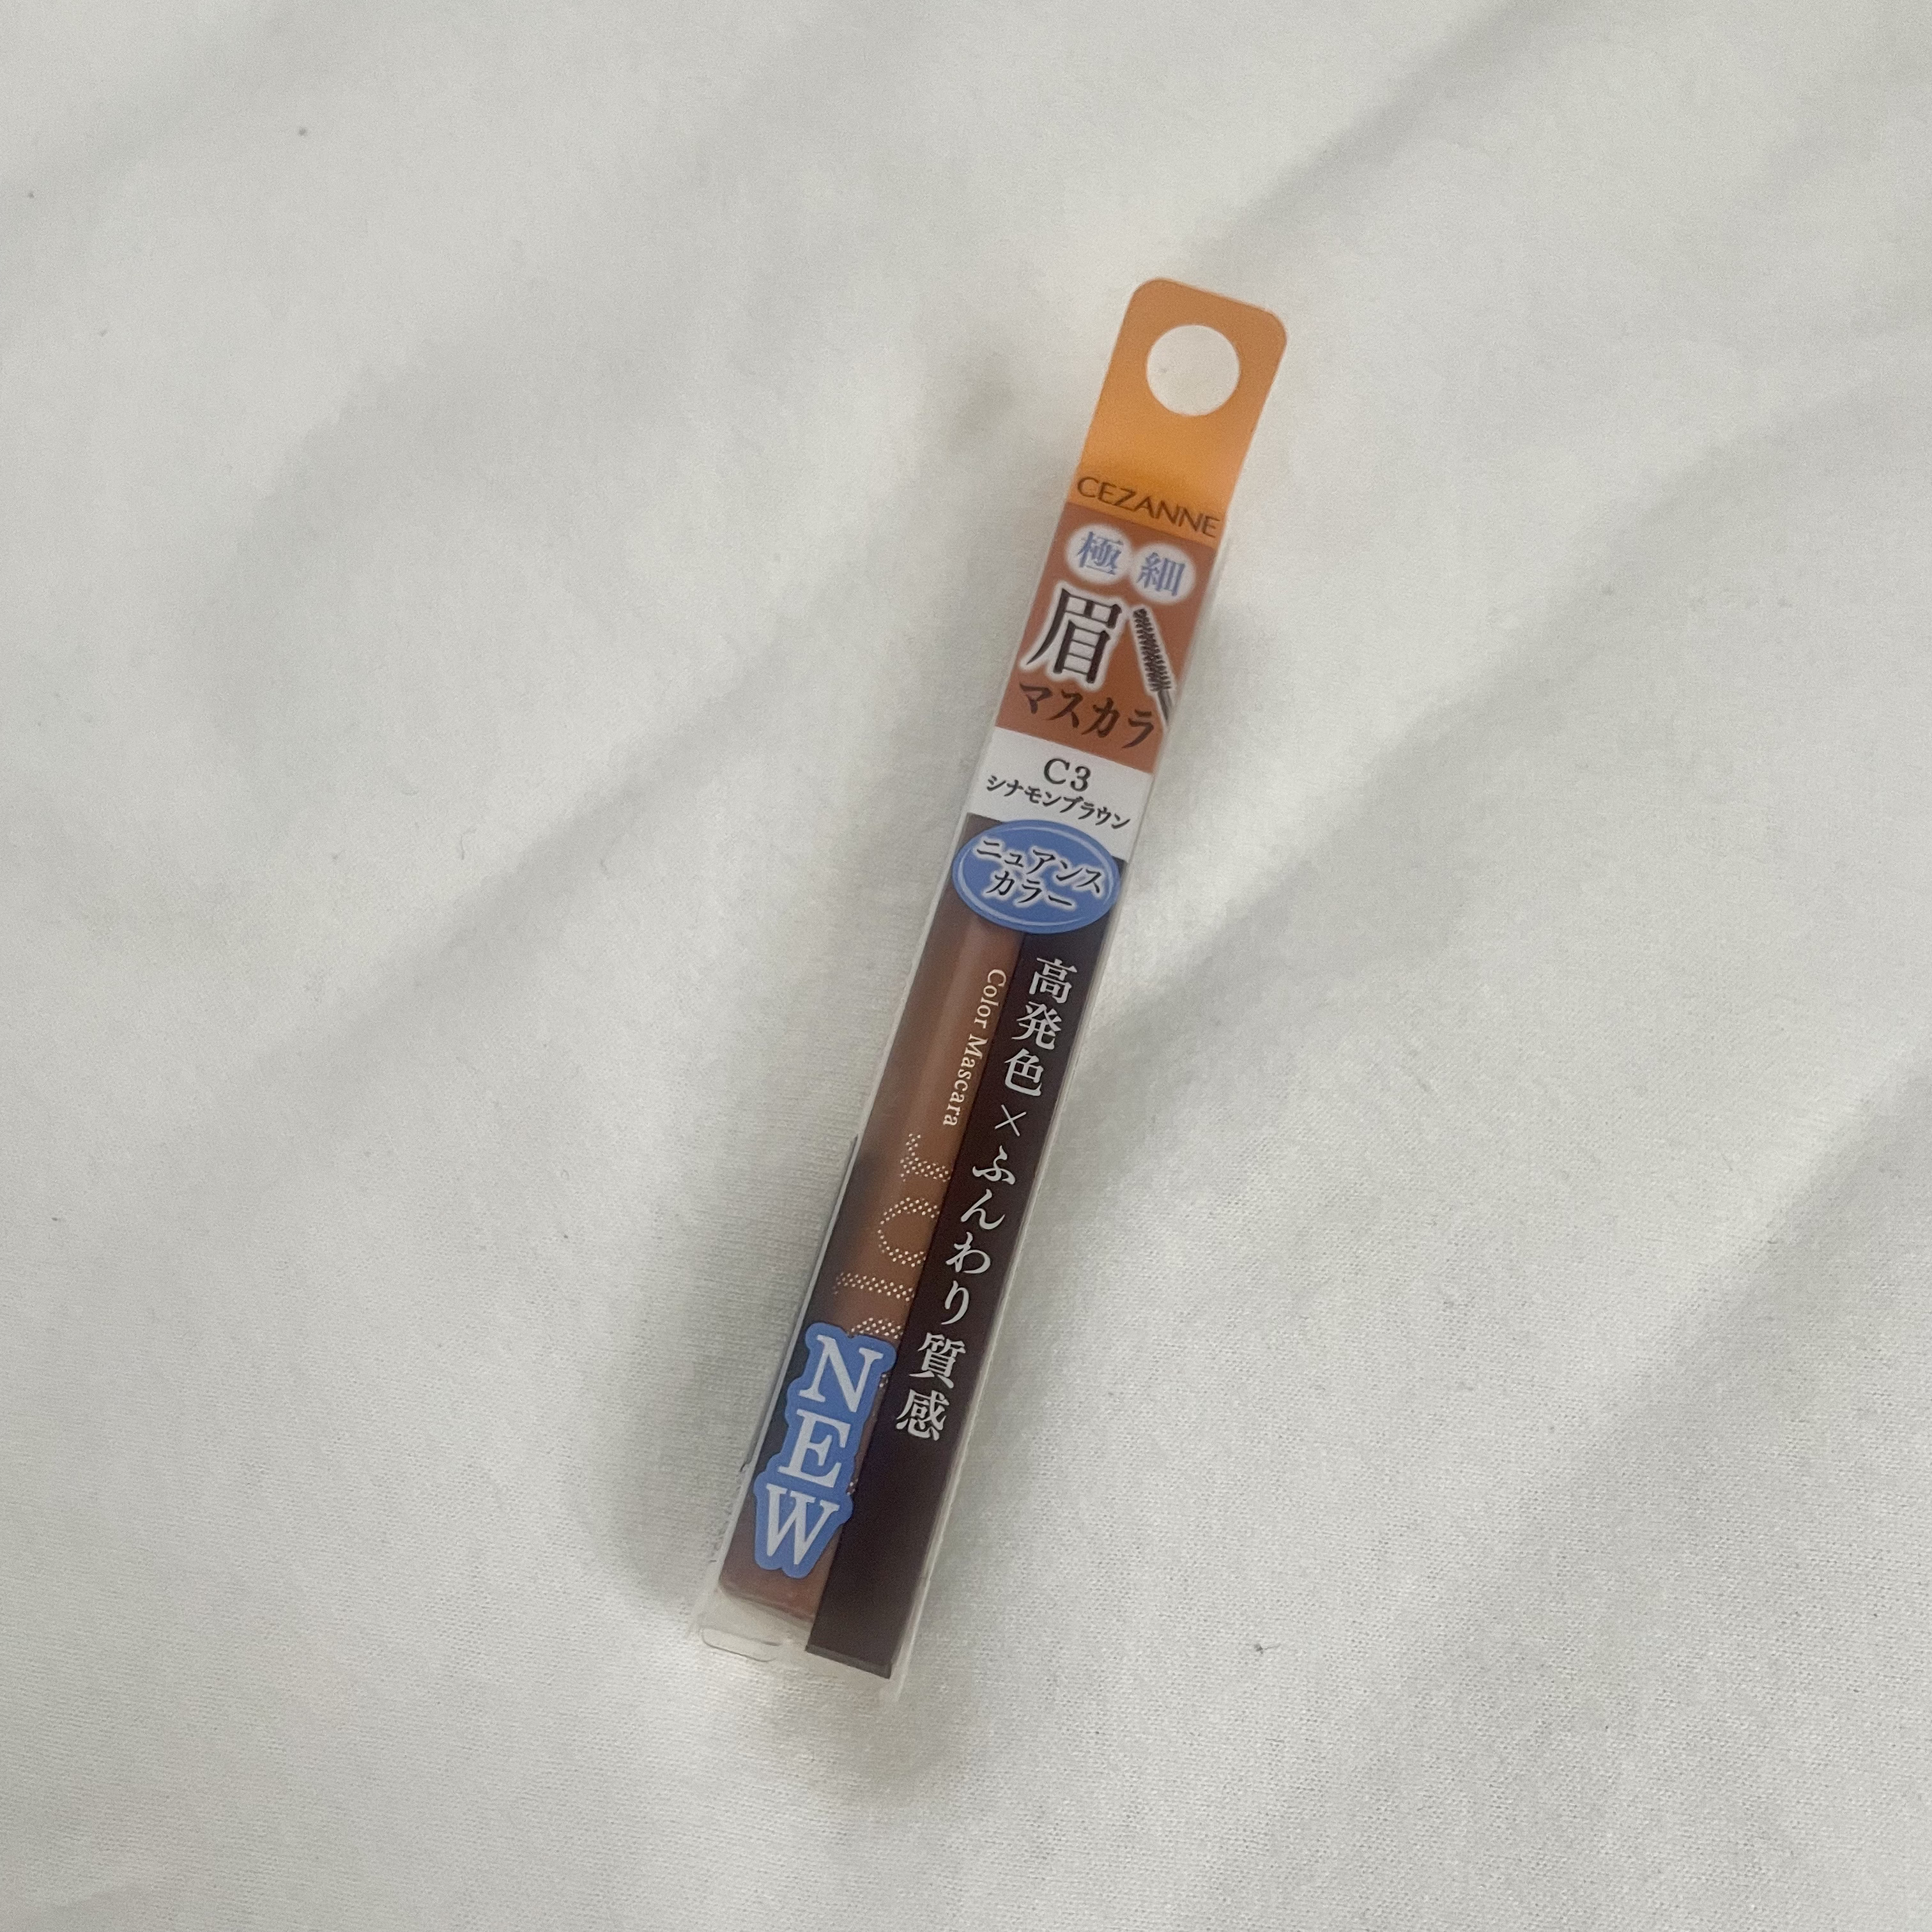 CEZANNE
極細
眉
マスカラ
C3
シナモンブラウン
ニュアンス
カラー
高発色×ふんわり質感
Color Mascara
NEW